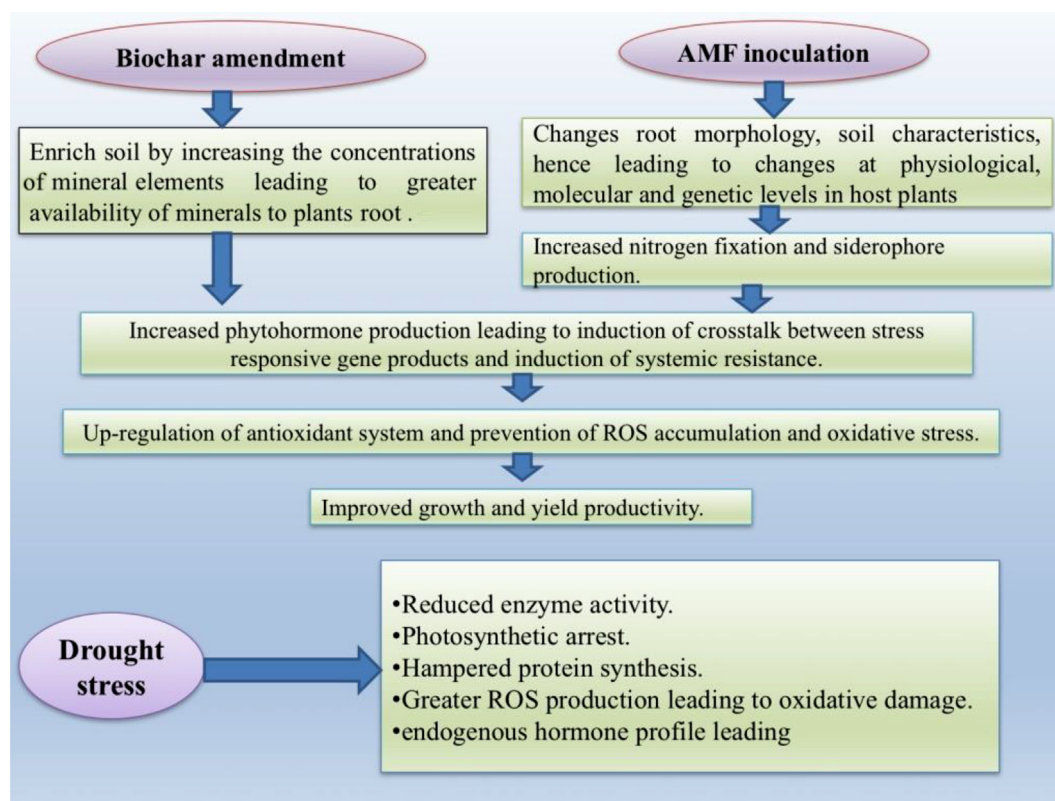 Biochar amendment
AMF inoculation
Enrich soil by increasing the concentrations
of mineral elements leading to greater
availability of minerals to plants root .
Changes root morphology, soil characteristics,
hence leading to changes at physiological,
molecular and genetic levels in host plants
Increased nitrogen fixation and siderophore
production.
Increased phytohormone production leading to induction of crosstalk between stress
responsive gene products and induction of systemic resistance.
Up-regulation of antioxidant system and prevention of ROS accumulation and oxidative stress.
Improved growth and yield productivity.
Drought
stress
•Reduced enzyme activity.
•Photosynthetic arrest.
•Hampered protein synthesis.
•Greater ROS production leading to oxidative damage.
•endogenous hormone profile leading